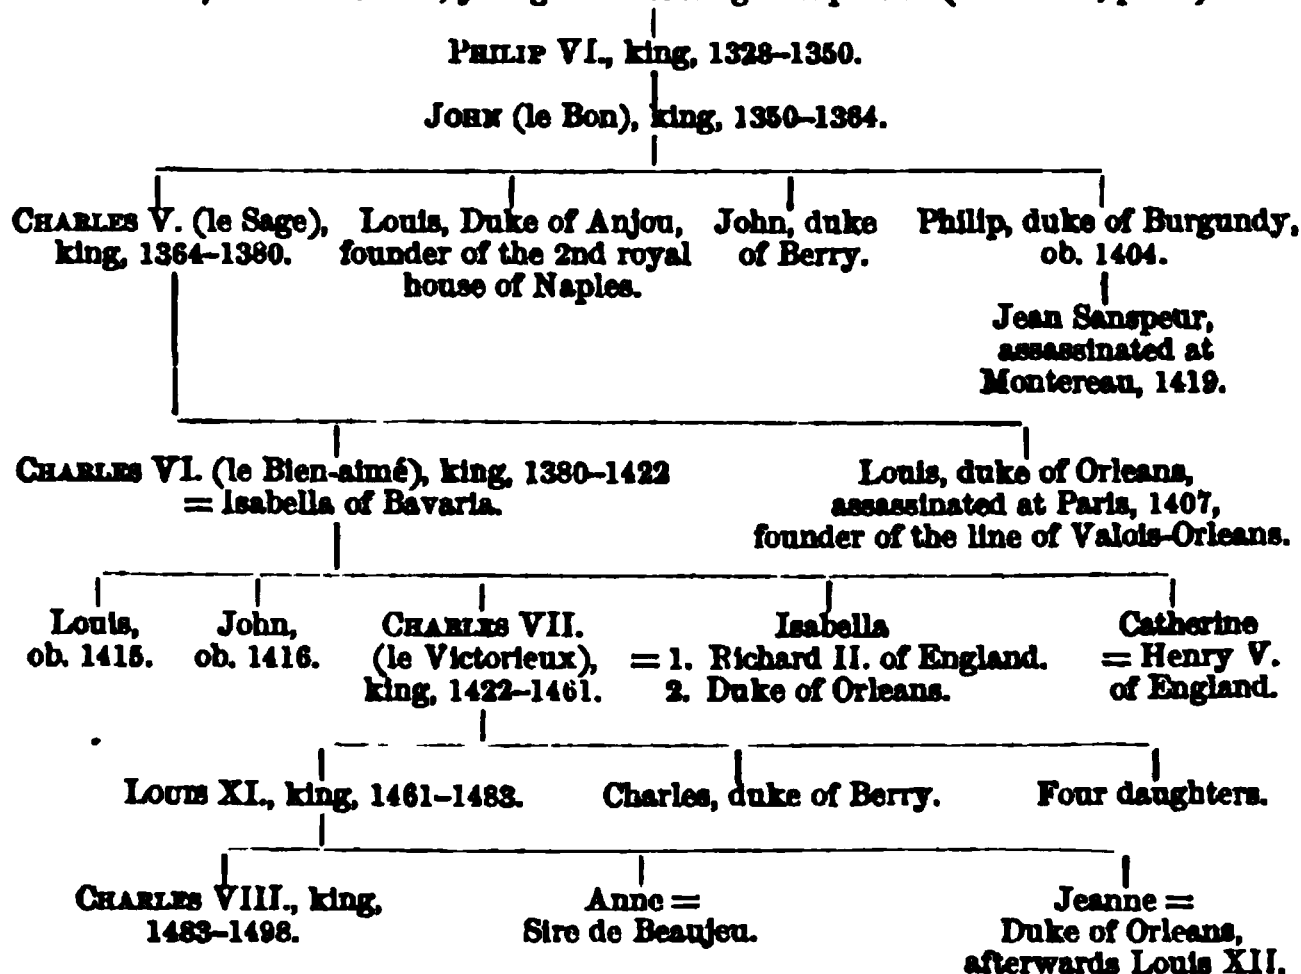 PHILIP VI., king, 1328–1350.
JOHN (le Bon), king, 1350–1364.
CHARLES V. (le Sage),
king, 1364–1380.
Louis, Duke of Anjou,
founder of the 2nd royal
house of Naples.
John, duke
of Berry.
Philip, duke of Burgundy,
ob. 1404.
Jean Sanspeur,
assassinated at
Montereau, 1419.
CHARLES VI. (le Bien-aimé), king, 1380–1422
= Isabella of Bavaria.
Louis, duke of Orleans,
assassinated at Paris, 1407,
founder of the line of Valois-Orleans.
Louis,
ob. 1415.
John,
ob. 1416.
CHARLES VII.
(le Victorieux),
king, 1422–1461.
Isabella
= 1. Richard II. of England.
2. Duke of Orleans.
Catherine
= Henry V.
of England.
LOUIS XI., king, 1461–1483.
Charles, duke of Berry.
Four daughters.
CHARLES VIII., king,
1483–1498.
Anne =
Sire de Beaujeu.
Jeanne =
Duke of Orleans,
afterwards Louis XII.